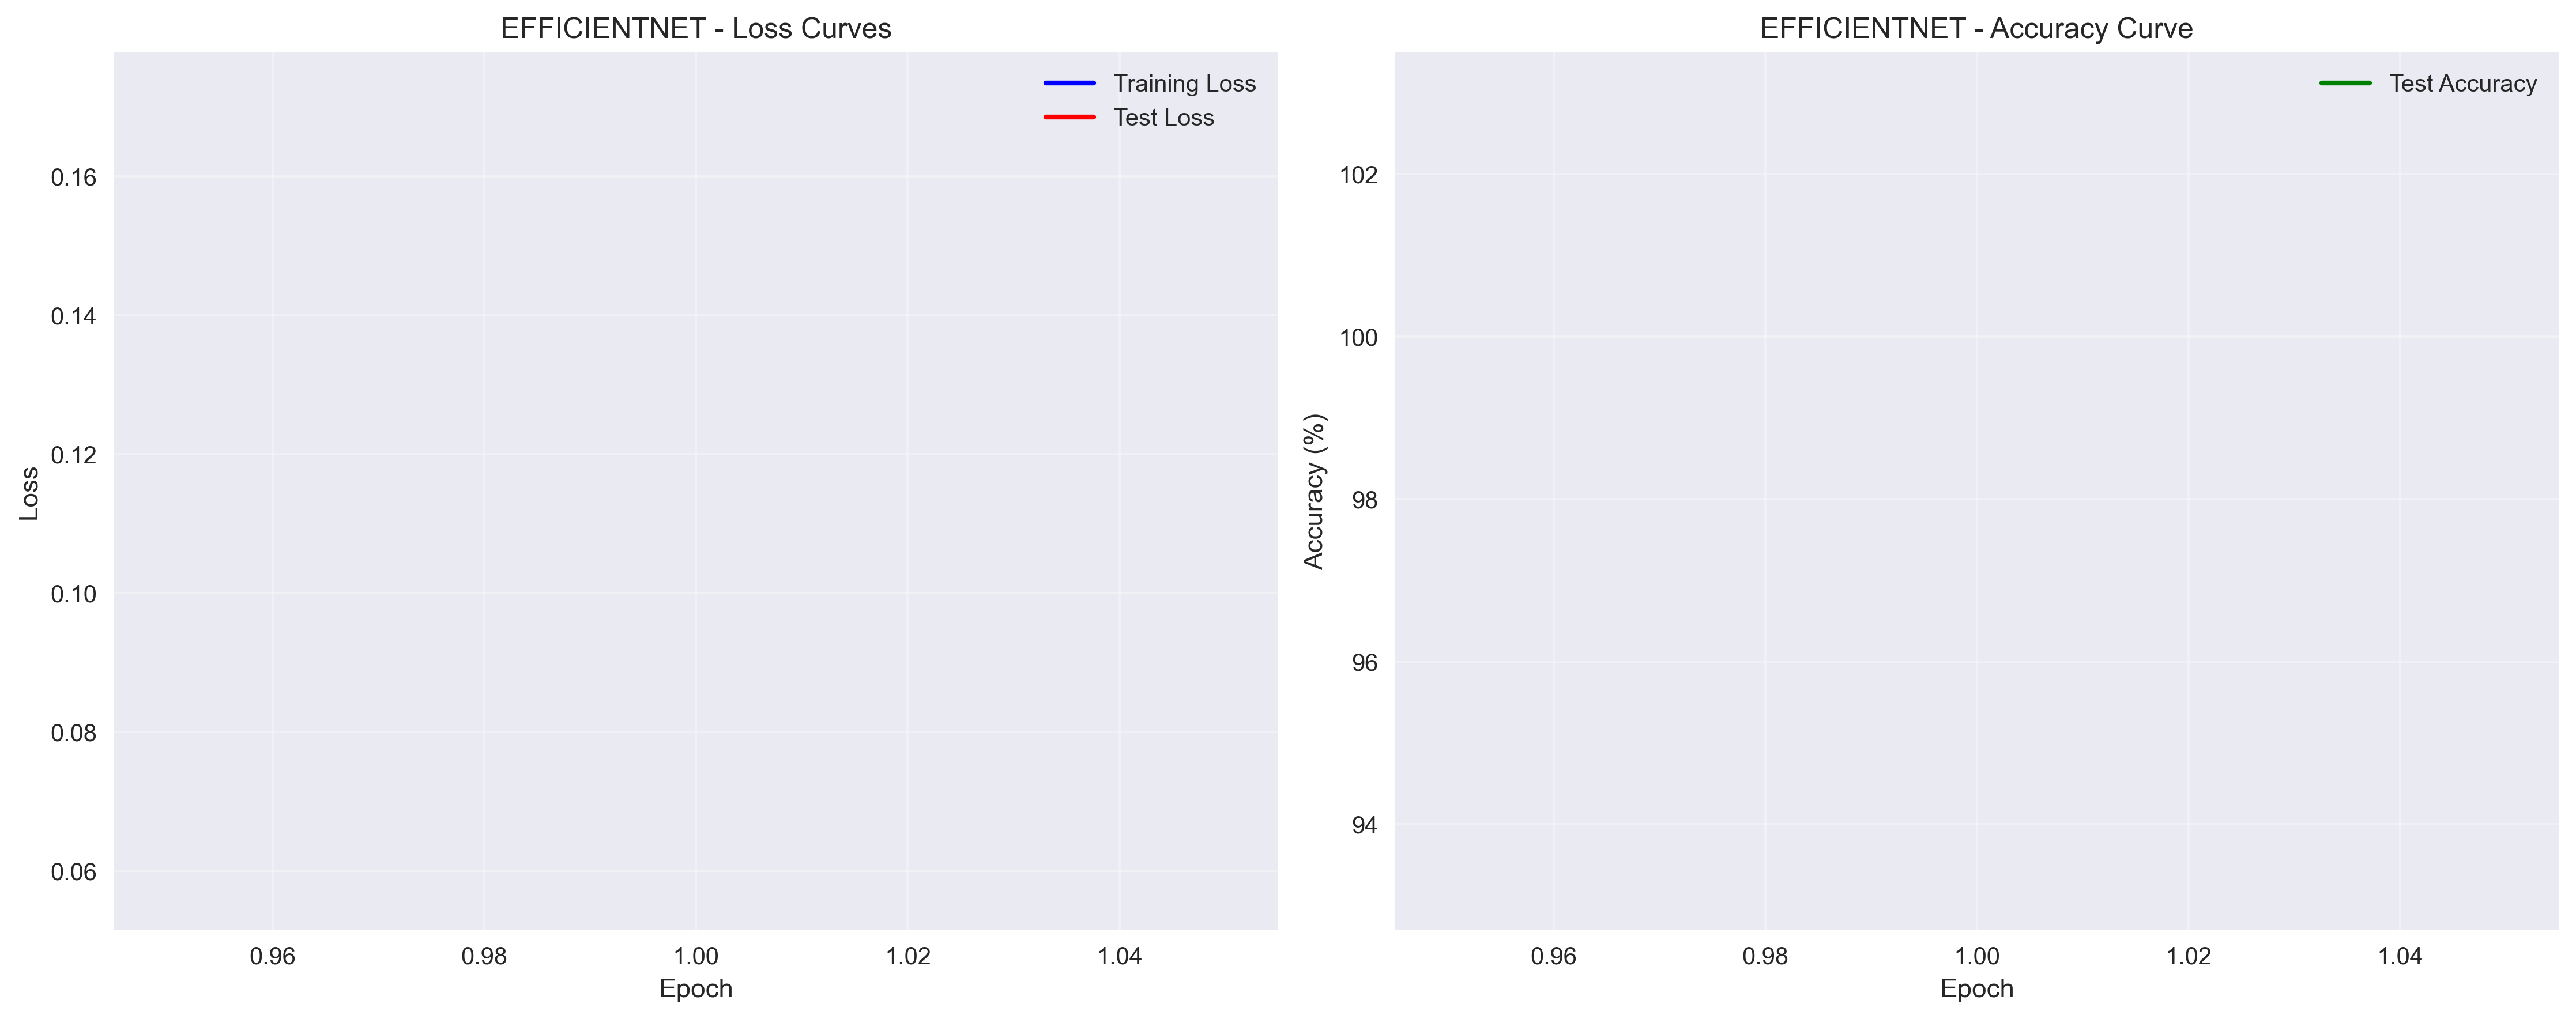 EFFICIENTNET - Loss Curves
Training Loss
Test Loss
0.16
0.14
0.12
0.10
0.08
0.06
Loss
0.96 0.98 1.00 1.02 1.04
Epoch
EFFICIENTNET - Accuracy Curve
Test Accuracy
102
100
98
96
94
Accuracy (%)
0.96 0.98 1.00 1.02 1.04
Epoch